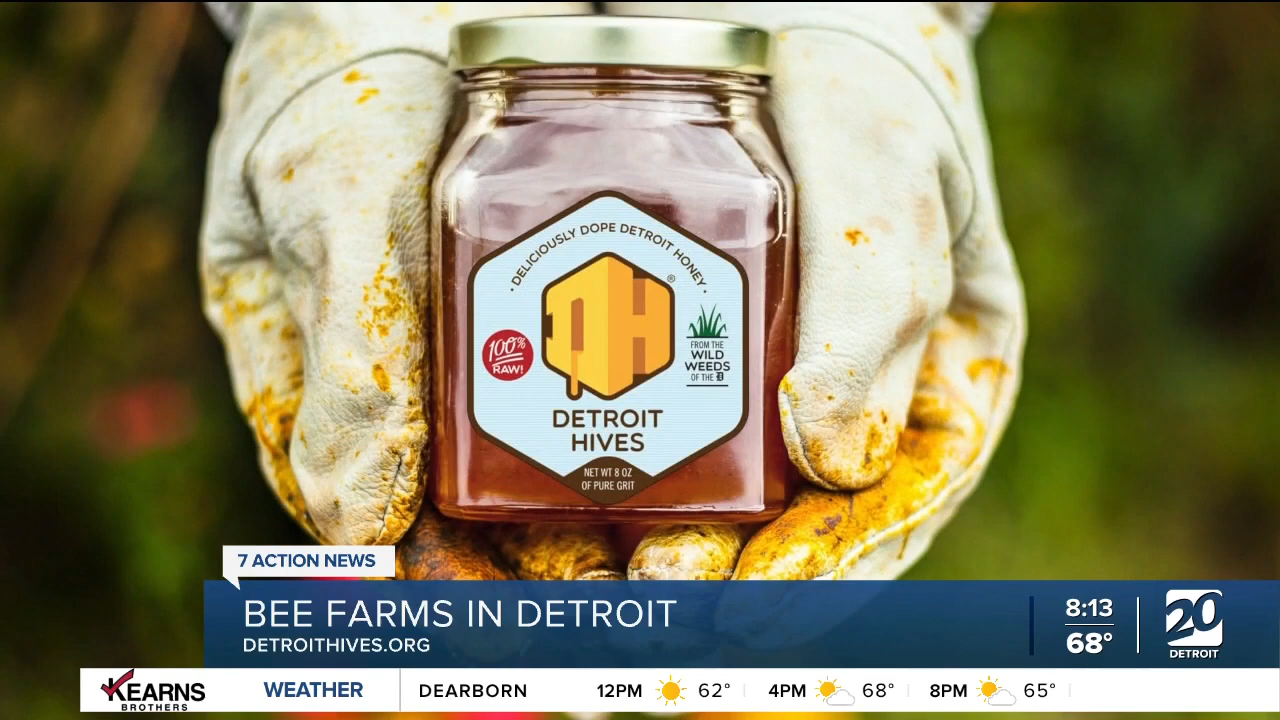 · DELICIOUSLY DOPE DETROIT HONEY ·
DH®
100%
RAW!
FROM THE
WILD
WEEDS
OF THE D
DETROIT
HIVES
NET WT 8 OZ
OF PURE GRIT
7 ACTION NEWS
BEE FARMS IN DETROIT
DETROITHIVES.ORG
8:13
68°
20
DETROIT
KEARNS
BROTHERS
WEATHER
DEARBORN
12PM 62°
4PM 68°
8PM 65°